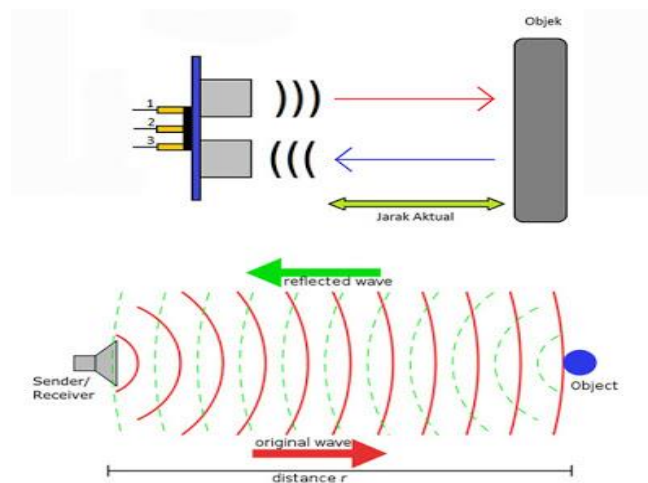 Objek
1
2
3
Jarak Aktual
reflected wave
Sender/
Receiver
Object
original wave
distance r